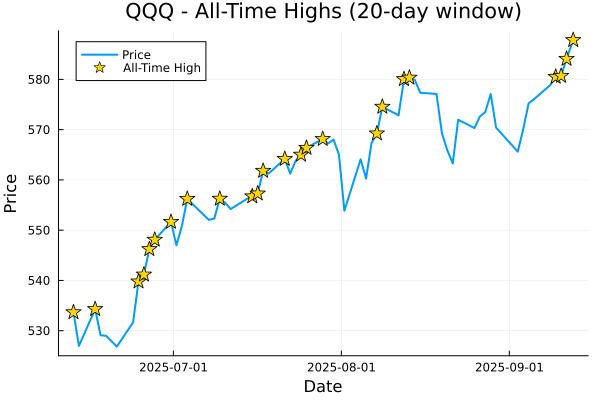 QQQ - All-Time Highs (20-day window)
Price
All-Time High
Price
580
570
560
550
540
530
2025-07-01
2025-08-01
2025-09-01
Date